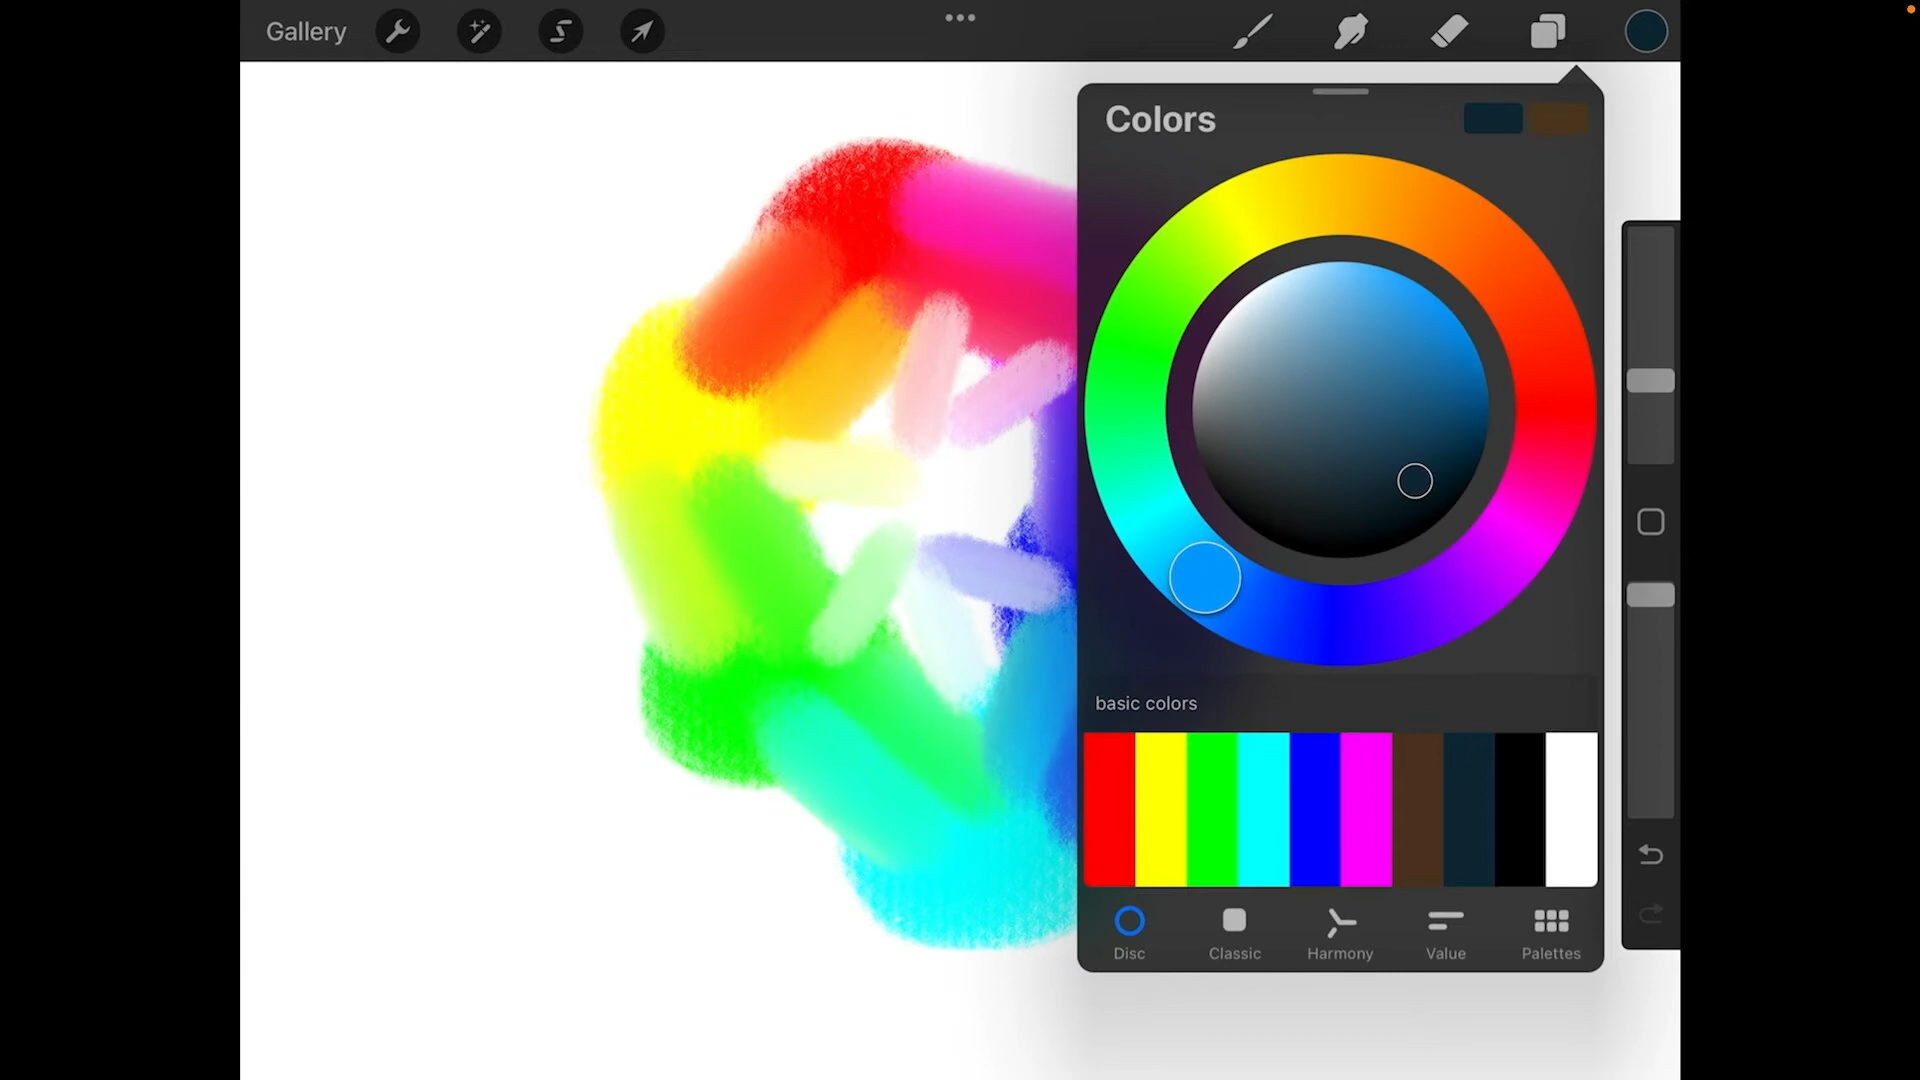 Gallery
Colors
basic colors
Disc
Classic
Harmony
Value
Palettes